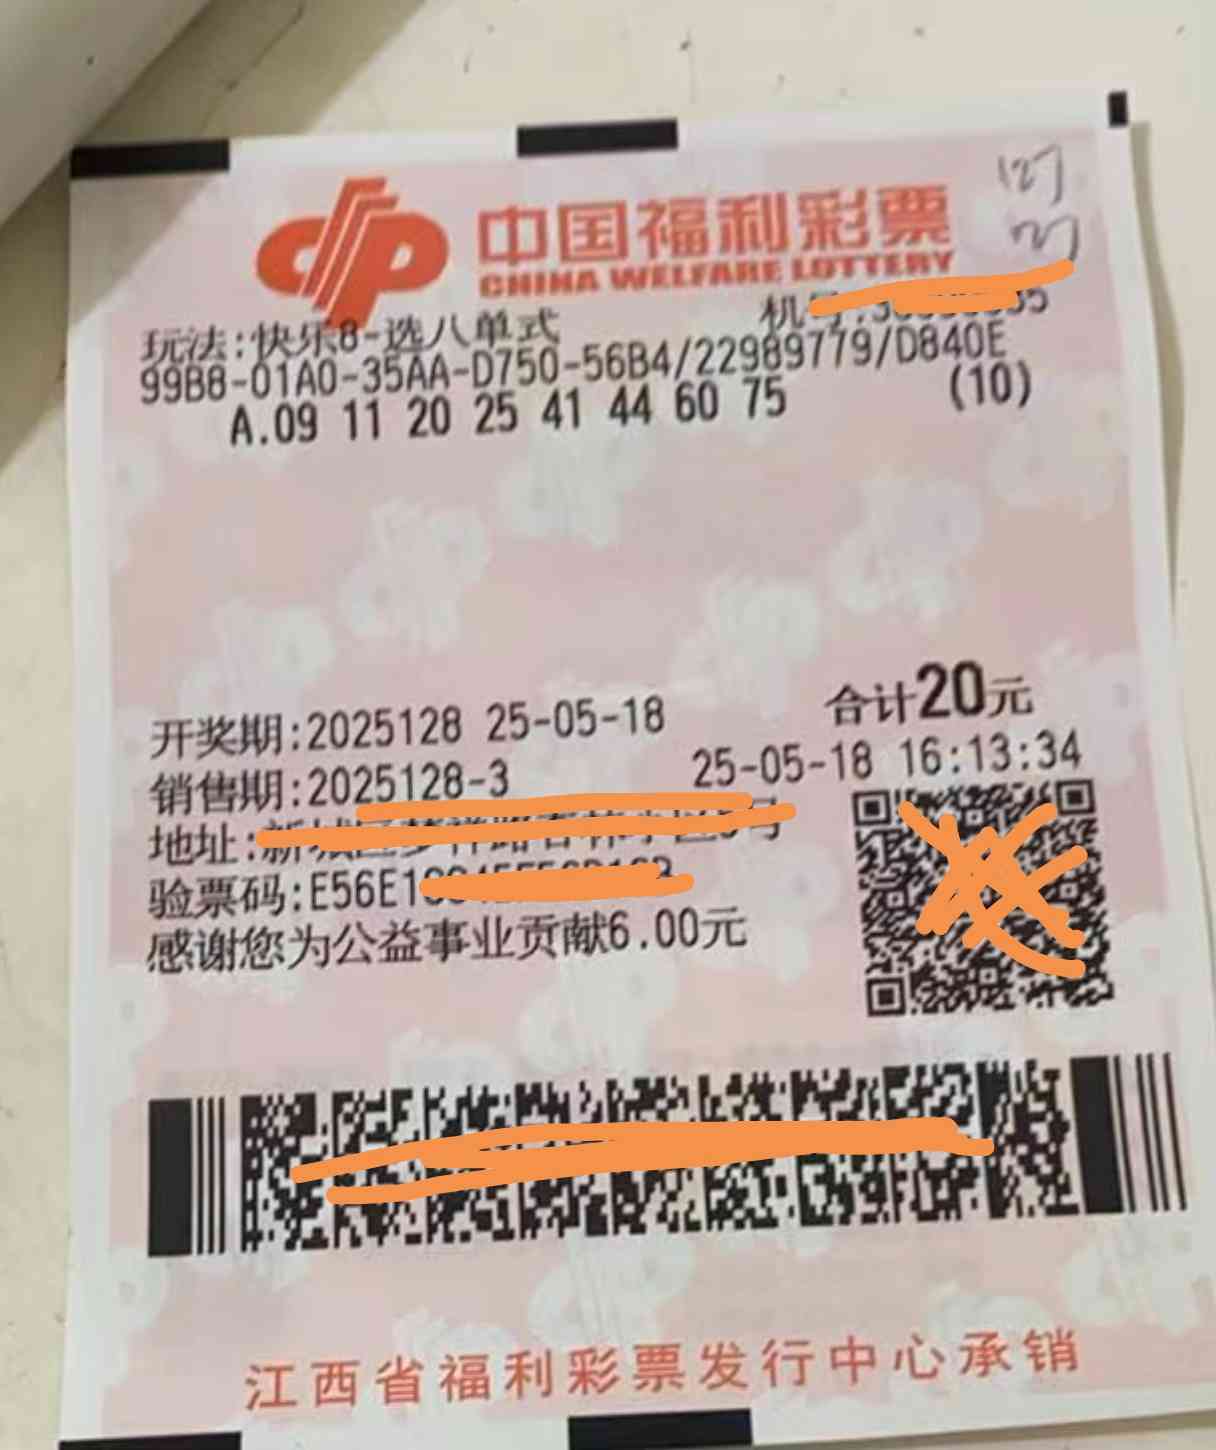 中国福利彩票
CHINA WELFARE LOTTERY
玩法:快乐8-选八单式
99B8-01A0-35AA-D750-56B4/22989779/D840E
A.09 11 20 25 41 44 60 75 (10)
合计20元
开奖期:2025128 25-05-18
销售期:2025128-3 25-05-18 16:13:34
地址:
验票码:E56E1
感谢您为公益事业贡献6.00元
江西省福利彩票发行中心承销